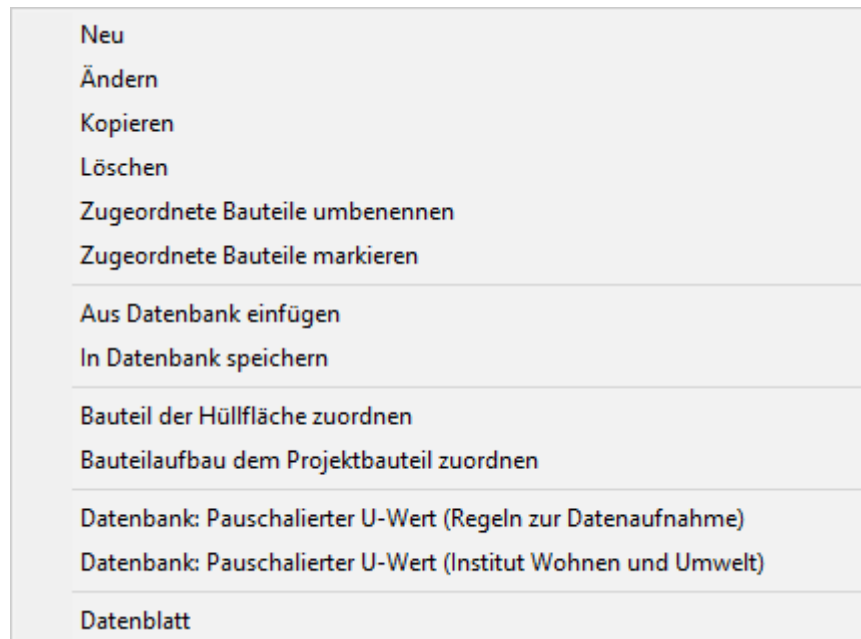 Neu
Ändern
Kopieren
Löschen
Zugeordnete Bauteile umbenennen
Zugeordnete Bauteile markieren
Aus Datenbank einfügen
In Datenbank speichern
Bauteil der Hüllfläche zuordnen
Bauteilaufbau dem Projektbauteil zuordnen
Datenbank: Pauschalierter U-Wert (Regeln zur Datenaufnahme)
Datenbank: Pauschalierter U-Wert (Institut Wohnen und Umwelt)
Datenblatt